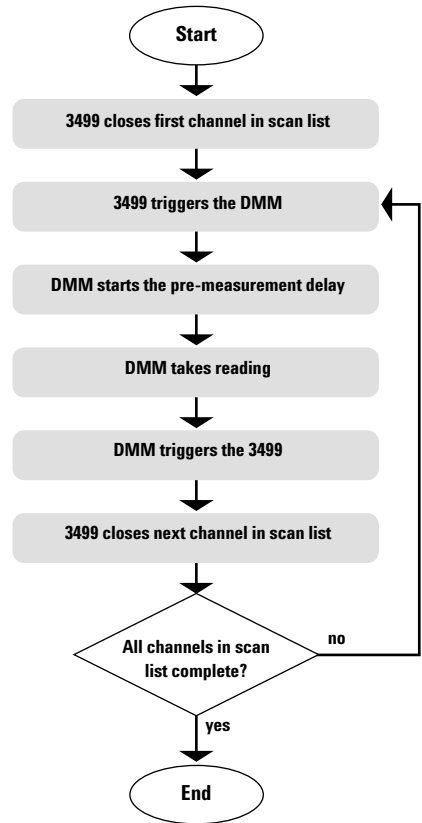 Start
3499 closes first channel in scan list
3499 triggers the DMM
DMM starts the pre-measurement delay
DMM takes reading
DMM triggers the 3499
3499 closes next channel in scan list
All channels in scan
list complete?
no
yes
End